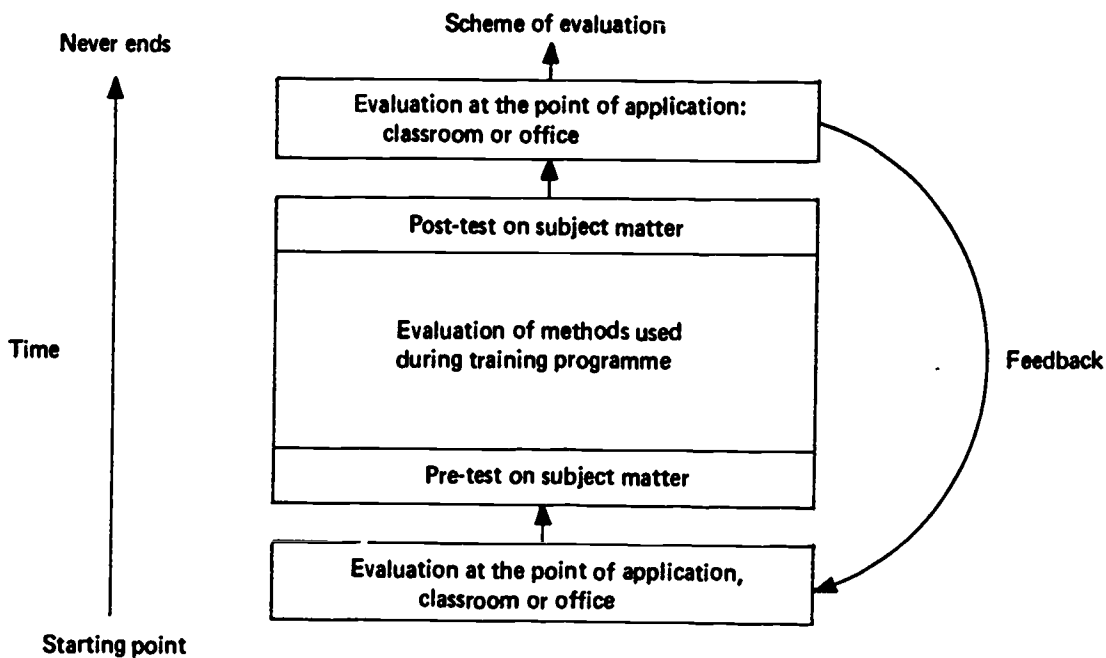 Scheme of evaluation
Never ends
Evaluation at the point of application:
classroom or office
Post-test on subject matter
Evaluation of methods used
during training programme
Time
Feedback
Pre-test on subject matter
Evaluation at the point of application,
classroom or office
Starting point